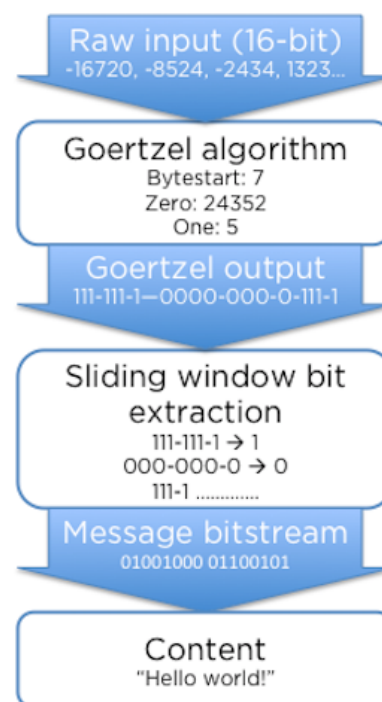 Raw input (16-bit)
-16720, -8524, -2434, 1323...
Goertzel algorithm
Bytestart: 7
Zero: 24352
One: 5
Goertzel output
111-111-1—0000-000-0-111-1
Sliding window bit
extraction
111-111-1 → 1
000-000-0 → 0
111-1 .............
Message bitstream
01001000 01100101
Content
“Hello world!”